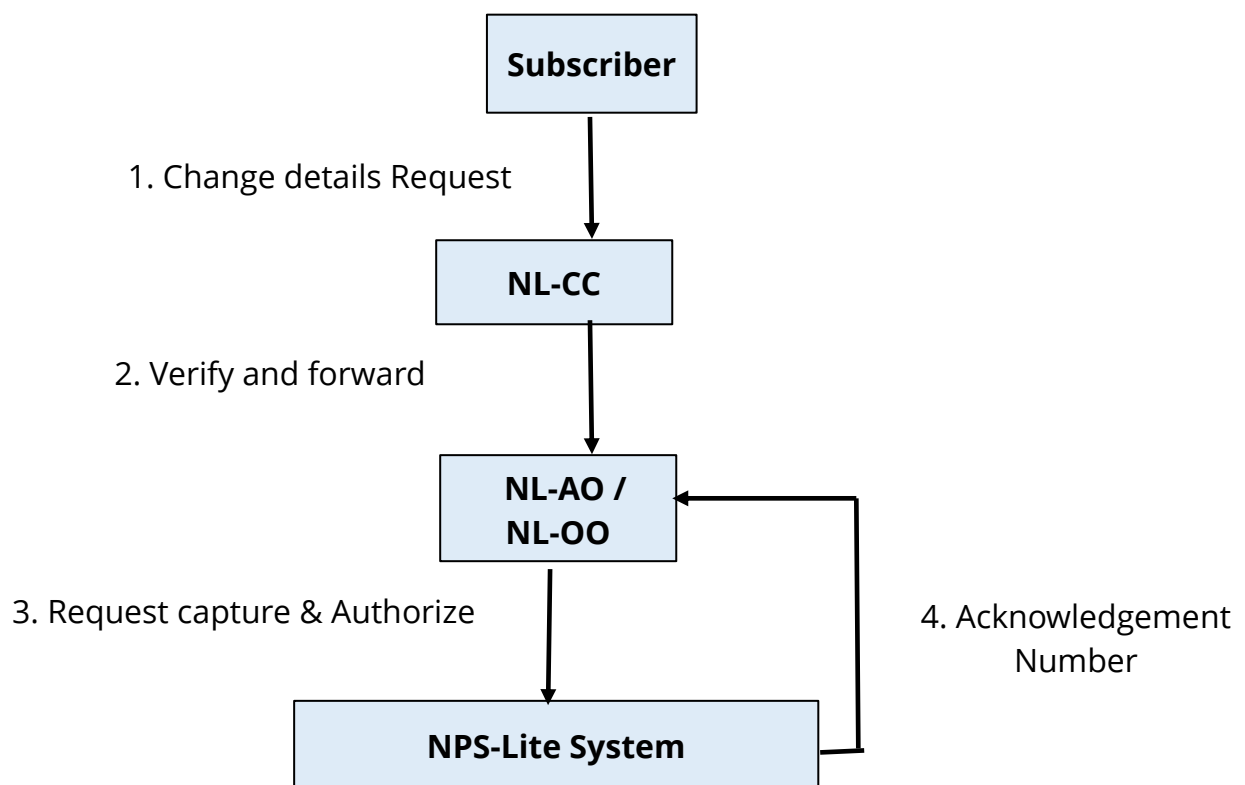 Subscriber
1. Change details Request
NL-CC
2. Verify and forward
NL-AO /
NL-OO
3. Request capture & Authorize
4. Acknowledgement
Number
NPS-Lite System